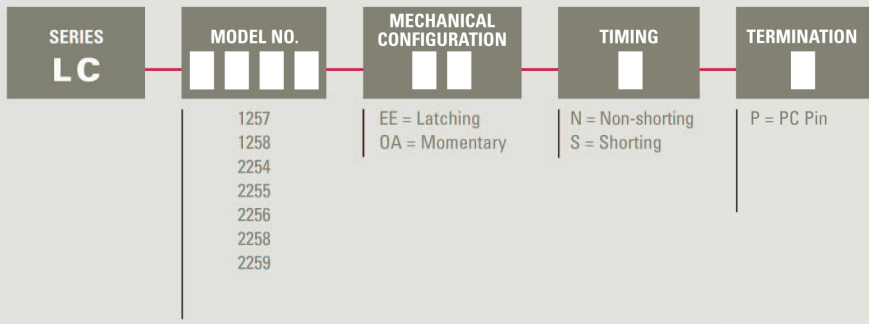 SERIES
LC
MODEL NO.
1257
1258
2254
2255
2256
2258
2259
MECHANICAL
CONFIGURATION
EE = Latching
OA = Momentary
TIMING
N = Non-shorting
S = Shorting
TERMINATION
P = PC Pin